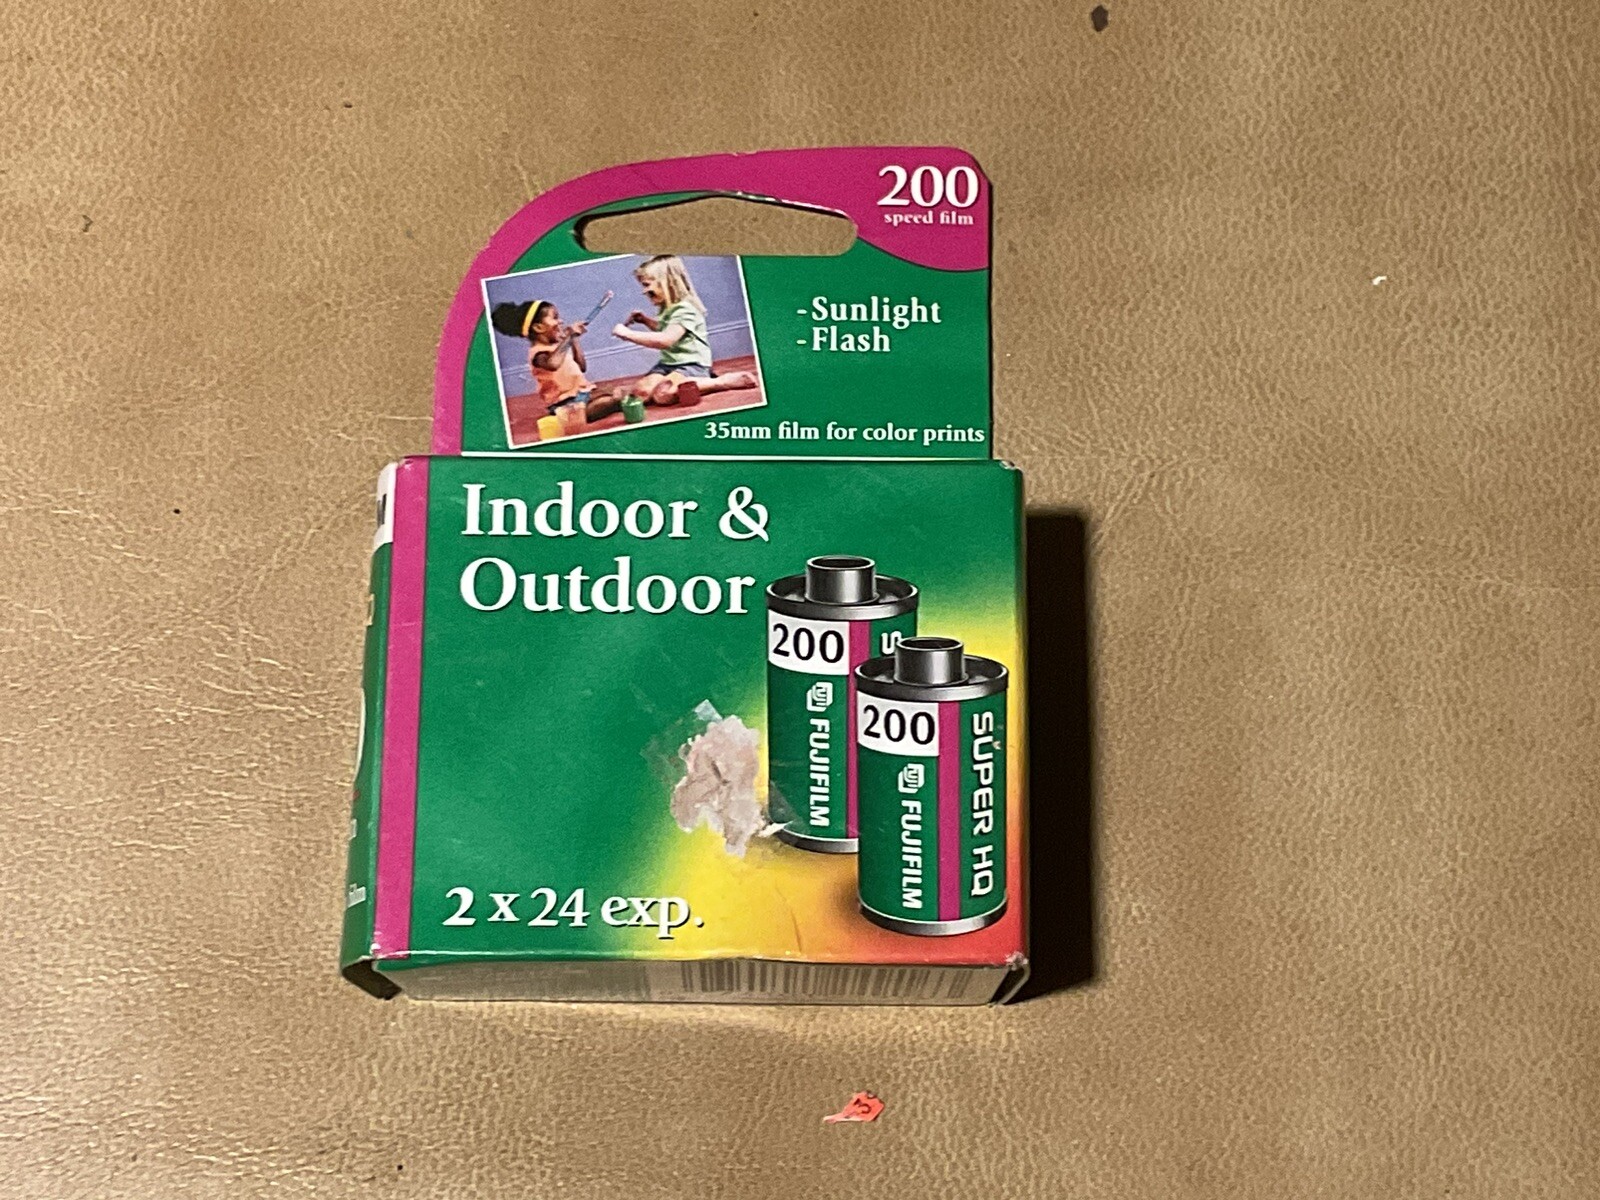 200
speed film
-Sunlight
-Flash
35mm film for color prints
Indoor &
Outdoor
200
S
FUJIFILM
200
FUJIFILM
SUPER HQ
2 x 24 exp.